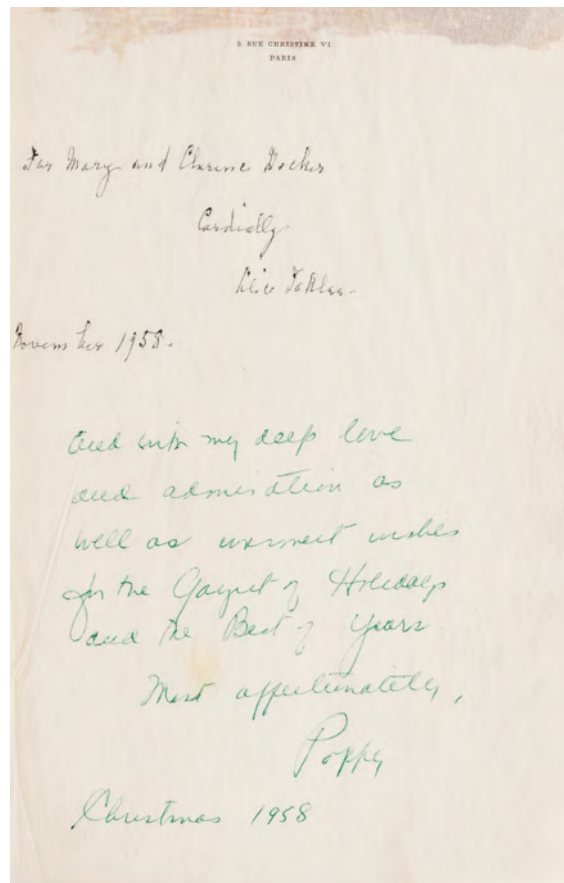 5 RUE CHRISTINE VI
PARIS
For Mary and Clarence
Cordially
Alice Toklas.
November 1958.
and with my deep love
and admiration as
well as warmest wishes
for the Gayest of Holidays
and the Best of Years
Most affectionately,
Poppy
Christmas 1958